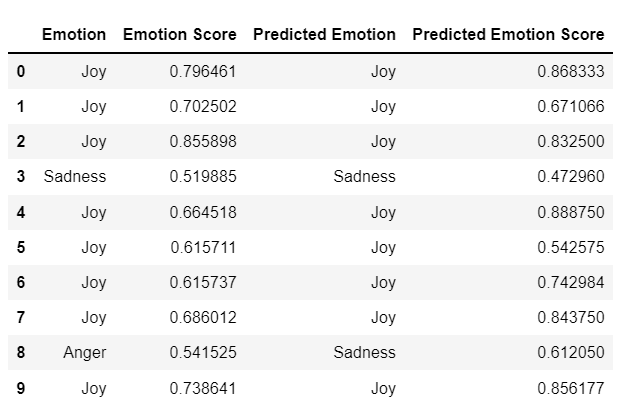 Emotion Emotion Score Predicted Emotion Predicted Emotion Score
0 Joy 0.796461 Joy 0.868333
1 Joy 0.702502 Joy 0.671066
2 Joy 0.855898 Joy 0.832500
3 Sadness 0.519885 Sadness 0.472960
4 Joy 0.664518 Joy 0.888750
5 Joy 0.615711 Joy 0.542575
6 Joy 0.615737 Joy 0.742984
7 Joy 0.686012 Joy 0.843750
8 Anger 0.541525 Sadness 0.612050
9 Joy 0.738641 Joy 0.856177